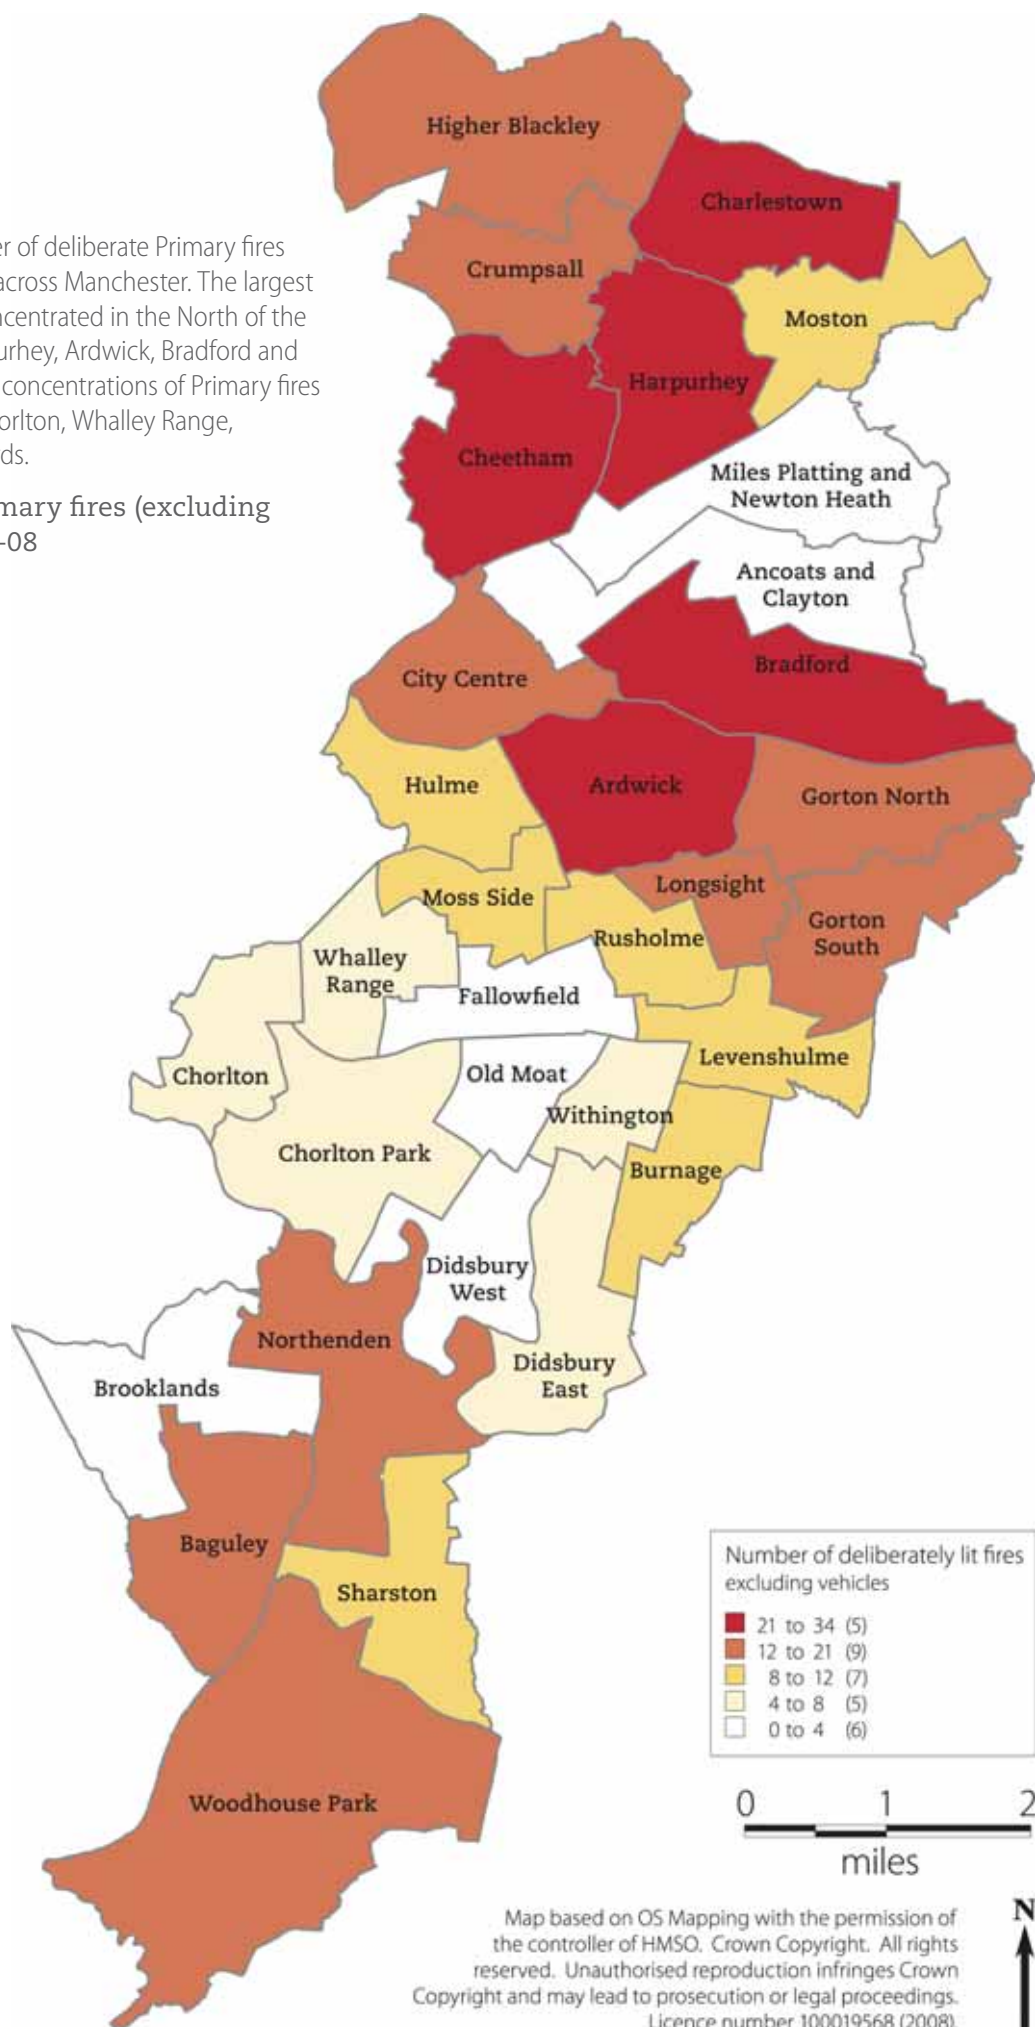 er of deliberate Primary fires
across Manchester. The largest
ncentrated in the North of the
urhey, Ardwick, Bradford and
concentrations of Primary fires
orlton, Whalley Range,
ds.
mary fires (excluding
-08
Higher Blackley
Charlestown
Crumpsall
Moston
Harpurhey
Cheetham
Miles Platting and
Newton Heath
Ancoats and
Clayton
Bradford
City Centre
Hulme
Ardwick
Gorton North
Longsight
Moss Side
Gorton
South
Rusholme
Whalley
Range
Fallowfield
Levenshulme
Old Moat
Chorlton
Withington
Chorlton Park
Burnage
Didsbury
West
Northenden
Didsbury
East
Brooklands
Baguley
Sharston
Woodhouse Park
Number of deliberately lit fires
excluding vehicles
21 to 34 (5)
12 to 21 (9)
8 to 12 (7)
4 to 8 (5)
0 to 4 (6)
0 1 2
miles
N
Map based on OS Mapping with the permission of
the controller of HMSO. Crown Copyright. All rights
reserved. Unauthorised reproduction infringes Crown
Copyright and may lead to prosecution or legal proceedings.
Licence number 100019568 (2008).